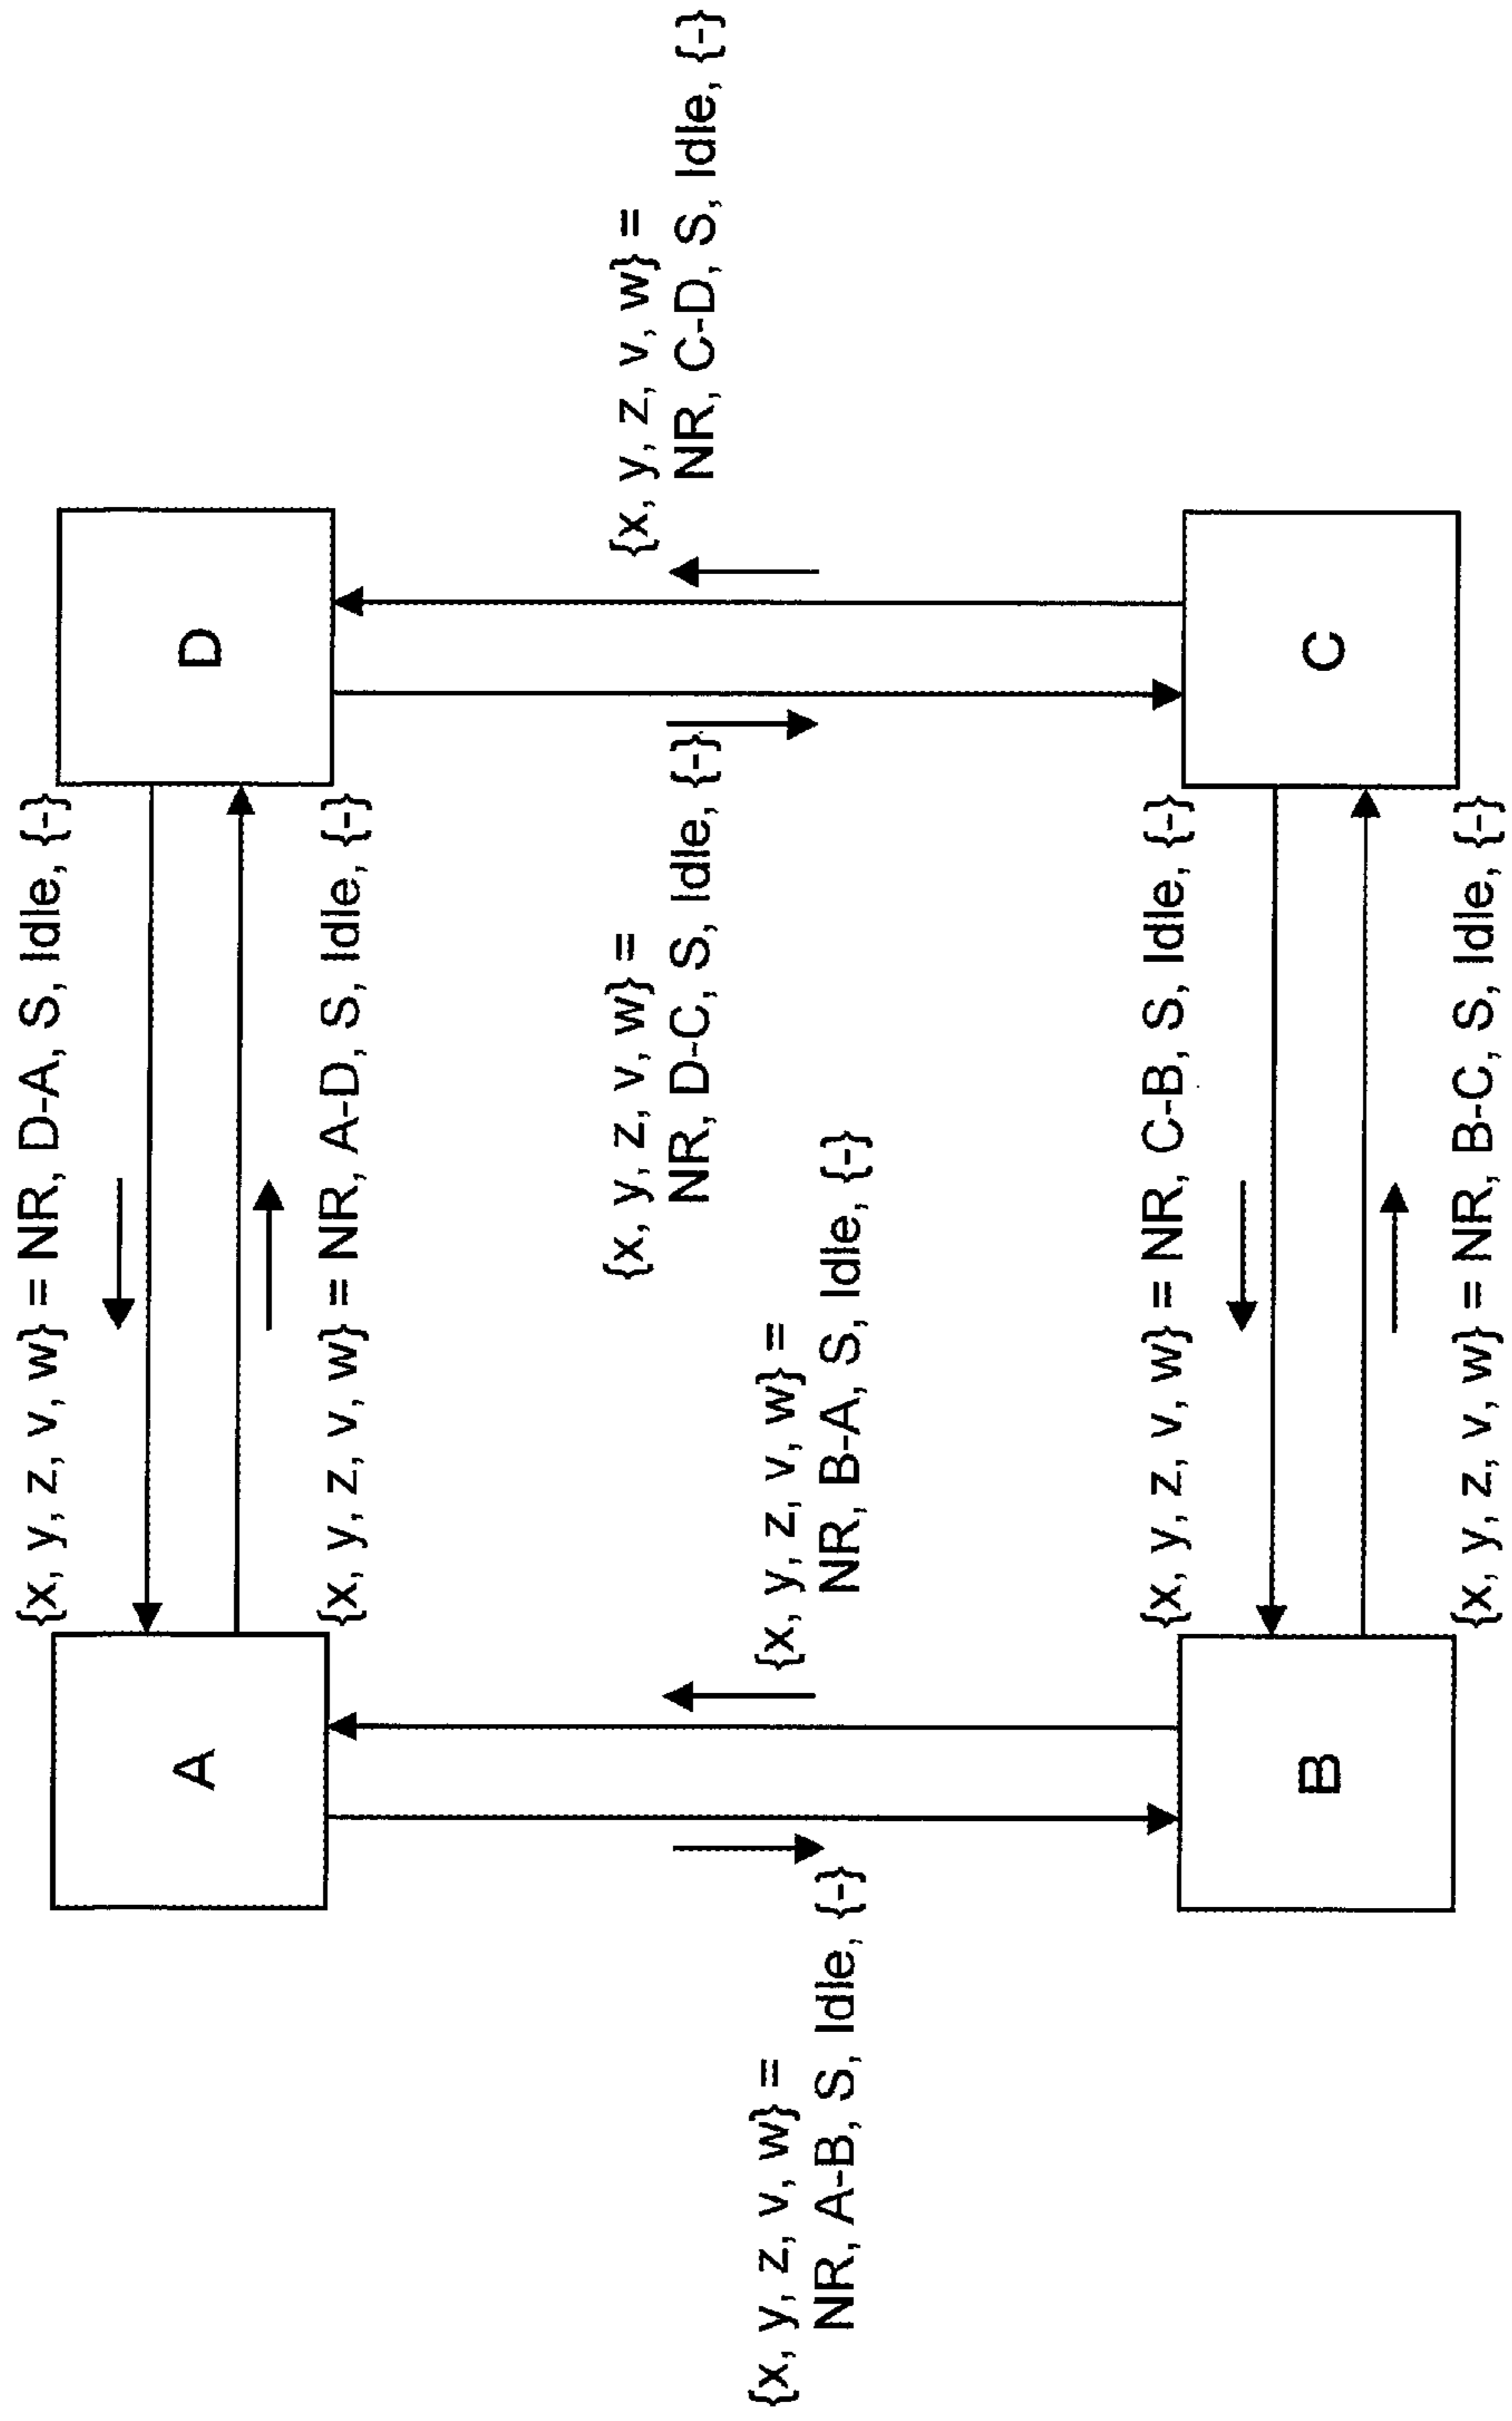 {x, y, z, v, w} = NR, D-A, S, Idle, {-}
A
D
{x, y, z, v, w} = NR, A-D, S, Idle, {-}
{x, y, z, v, w} =
NR, A-B, S, Idle, {-}
{x, y, z, v, w} =
NR, B-A, S, Idle, {-}
{x, y, z, v, w} =
NR, D-C, S, Idle, {-}
{x, y, z, v, w} =
NR, C-D, S, Idle, {-}
{x, y, z, v, w} = NR, C-B, S, Idle, {-}
B
C
{x, y, z, v, w} = NR, B-C, S, Idle, {-}